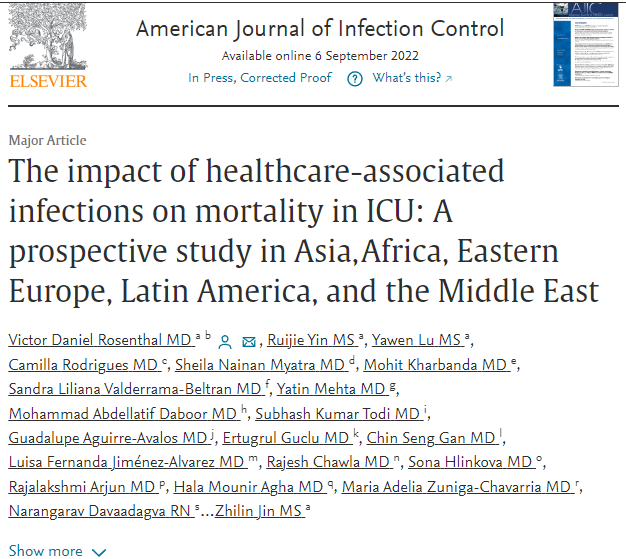 American Journal of Infection Control
Available online 6 September 2022
ELSEVIER
In Press, Corrected Proof ? What's this? ↗
Major Article
The impact of healthcare-associated
infections on mortality in ICU: A
prospective study in Asia, Africa, Eastern
Europe, Latin America, and the Middle East
Victor Daniel Rosenthal MD a b, Ruijie Yin MS a, Yawen Lu MS a,
Camilla Rodrigues MD c, Sheila Nainan Myatra MD d, Mohit Kharbanda MD e,
Sandra Liliana Valderrama-Beltran MD f, Yatin Mehta MD g,
Mohammad Abdellatif Daboor MD h, Subhash Kumar Todi MD i,
Guadalupe Aguirre-Avalos MD j, Ertugrul Guclu MD k, Chin Seng Gan MD l,
Luisa Fernanda Jiménez-Alvarez MD m, Rajesh Chawla MD n, Sona Hlinkova MD o,
Rajalakshmi Arjun MD p, Hala Mounir Agha MD q, Maria Adelia Zuniga-Chavarria MD r,
Narangarav Davaadagva RN s...Zhilin Jin MS a
Show more